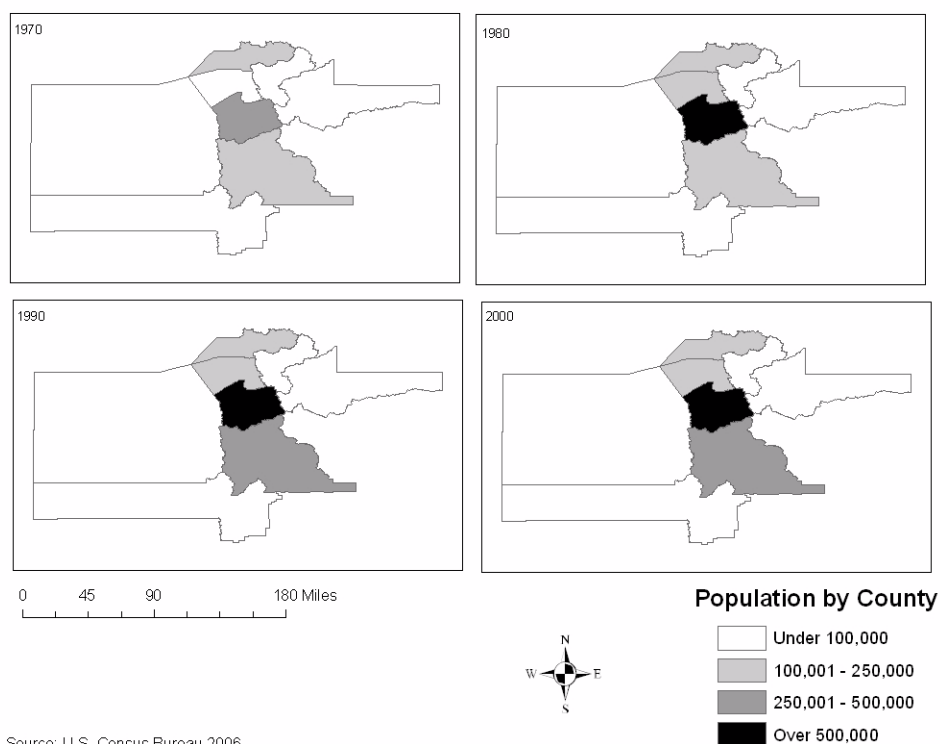 1970
1980
1990
2000
0 45 90 180 Miles
Population by County
N
W E
S
Under 100,000
100,001 - 250,000
250,001 - 500,000
Over 500,000
Source: U.S. Census Bureau 2006